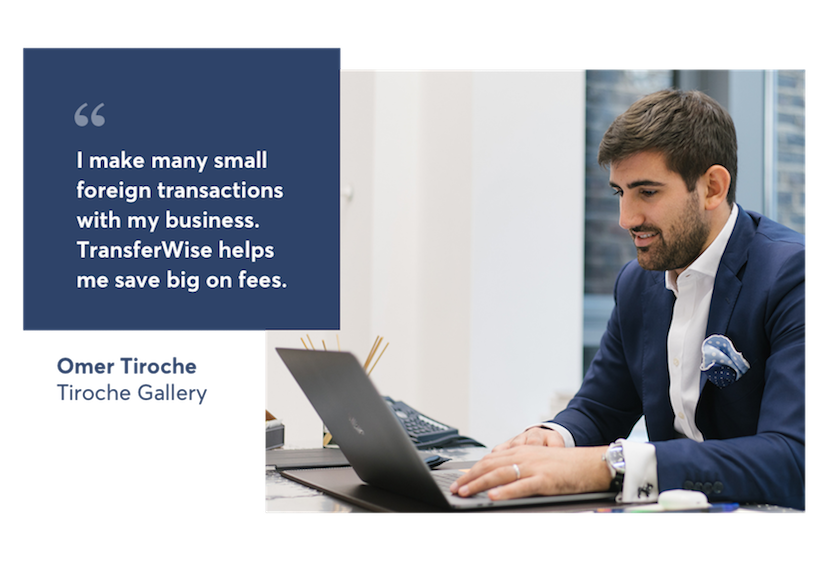 “
I make many small
foreign transactions
with my business.
TransferWise helps
me save big on fees.
Omer Tiroche
Tiroche Gallery